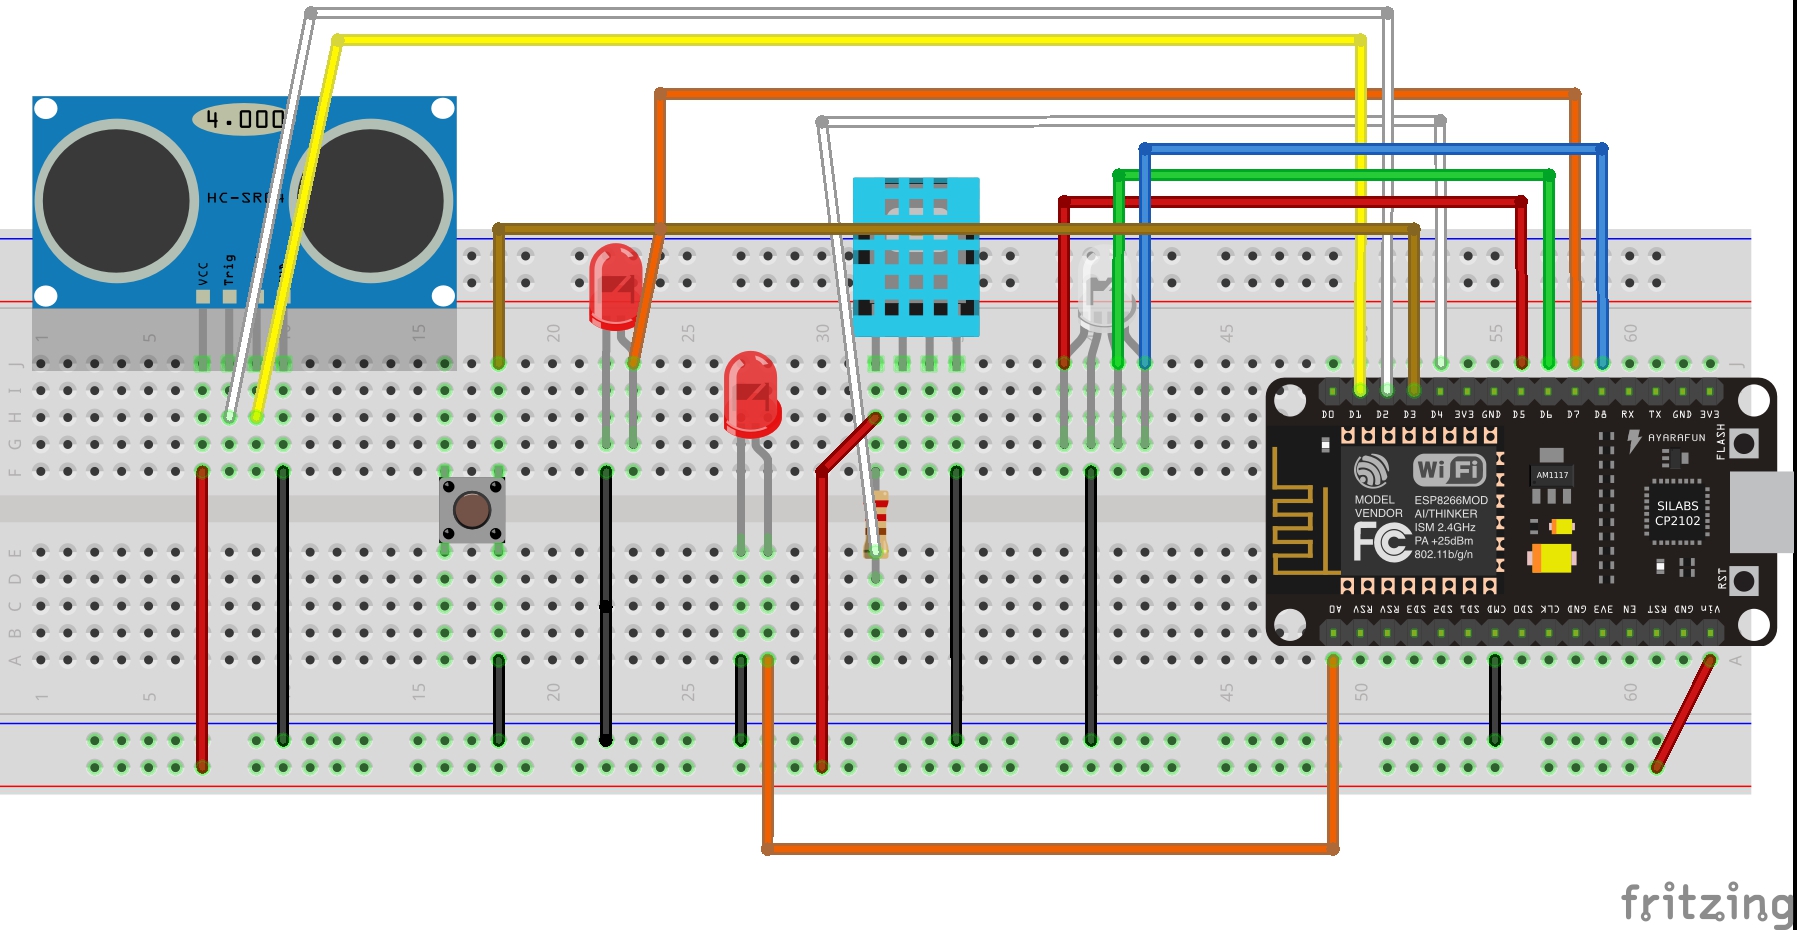 4.000
HC-SR04
VCC
Trig
1 5 15 20 25 30 45 55 60
J
I
H
G
F
E
D
C
B
A
J
A
1 5 15 20 25 45 50 60
D0 D1 D2 D3 D4 3V3 GND D5 D6 D7 D8 RX TX GND 3V3
AYARAFUN
FLASH
WiFi
MODEL
VENDOR
ESP8266MOD
AI/THINKER
ISM 2.4GHz
PA +25dBm
802.11b/g/n
FC
AM1117
SILABS
CP2102
RST
A0 RSV RSV SD3 SD2 SD1 CMD SD0 CLK GND 3V3 EN RST GND Vin
fritzing